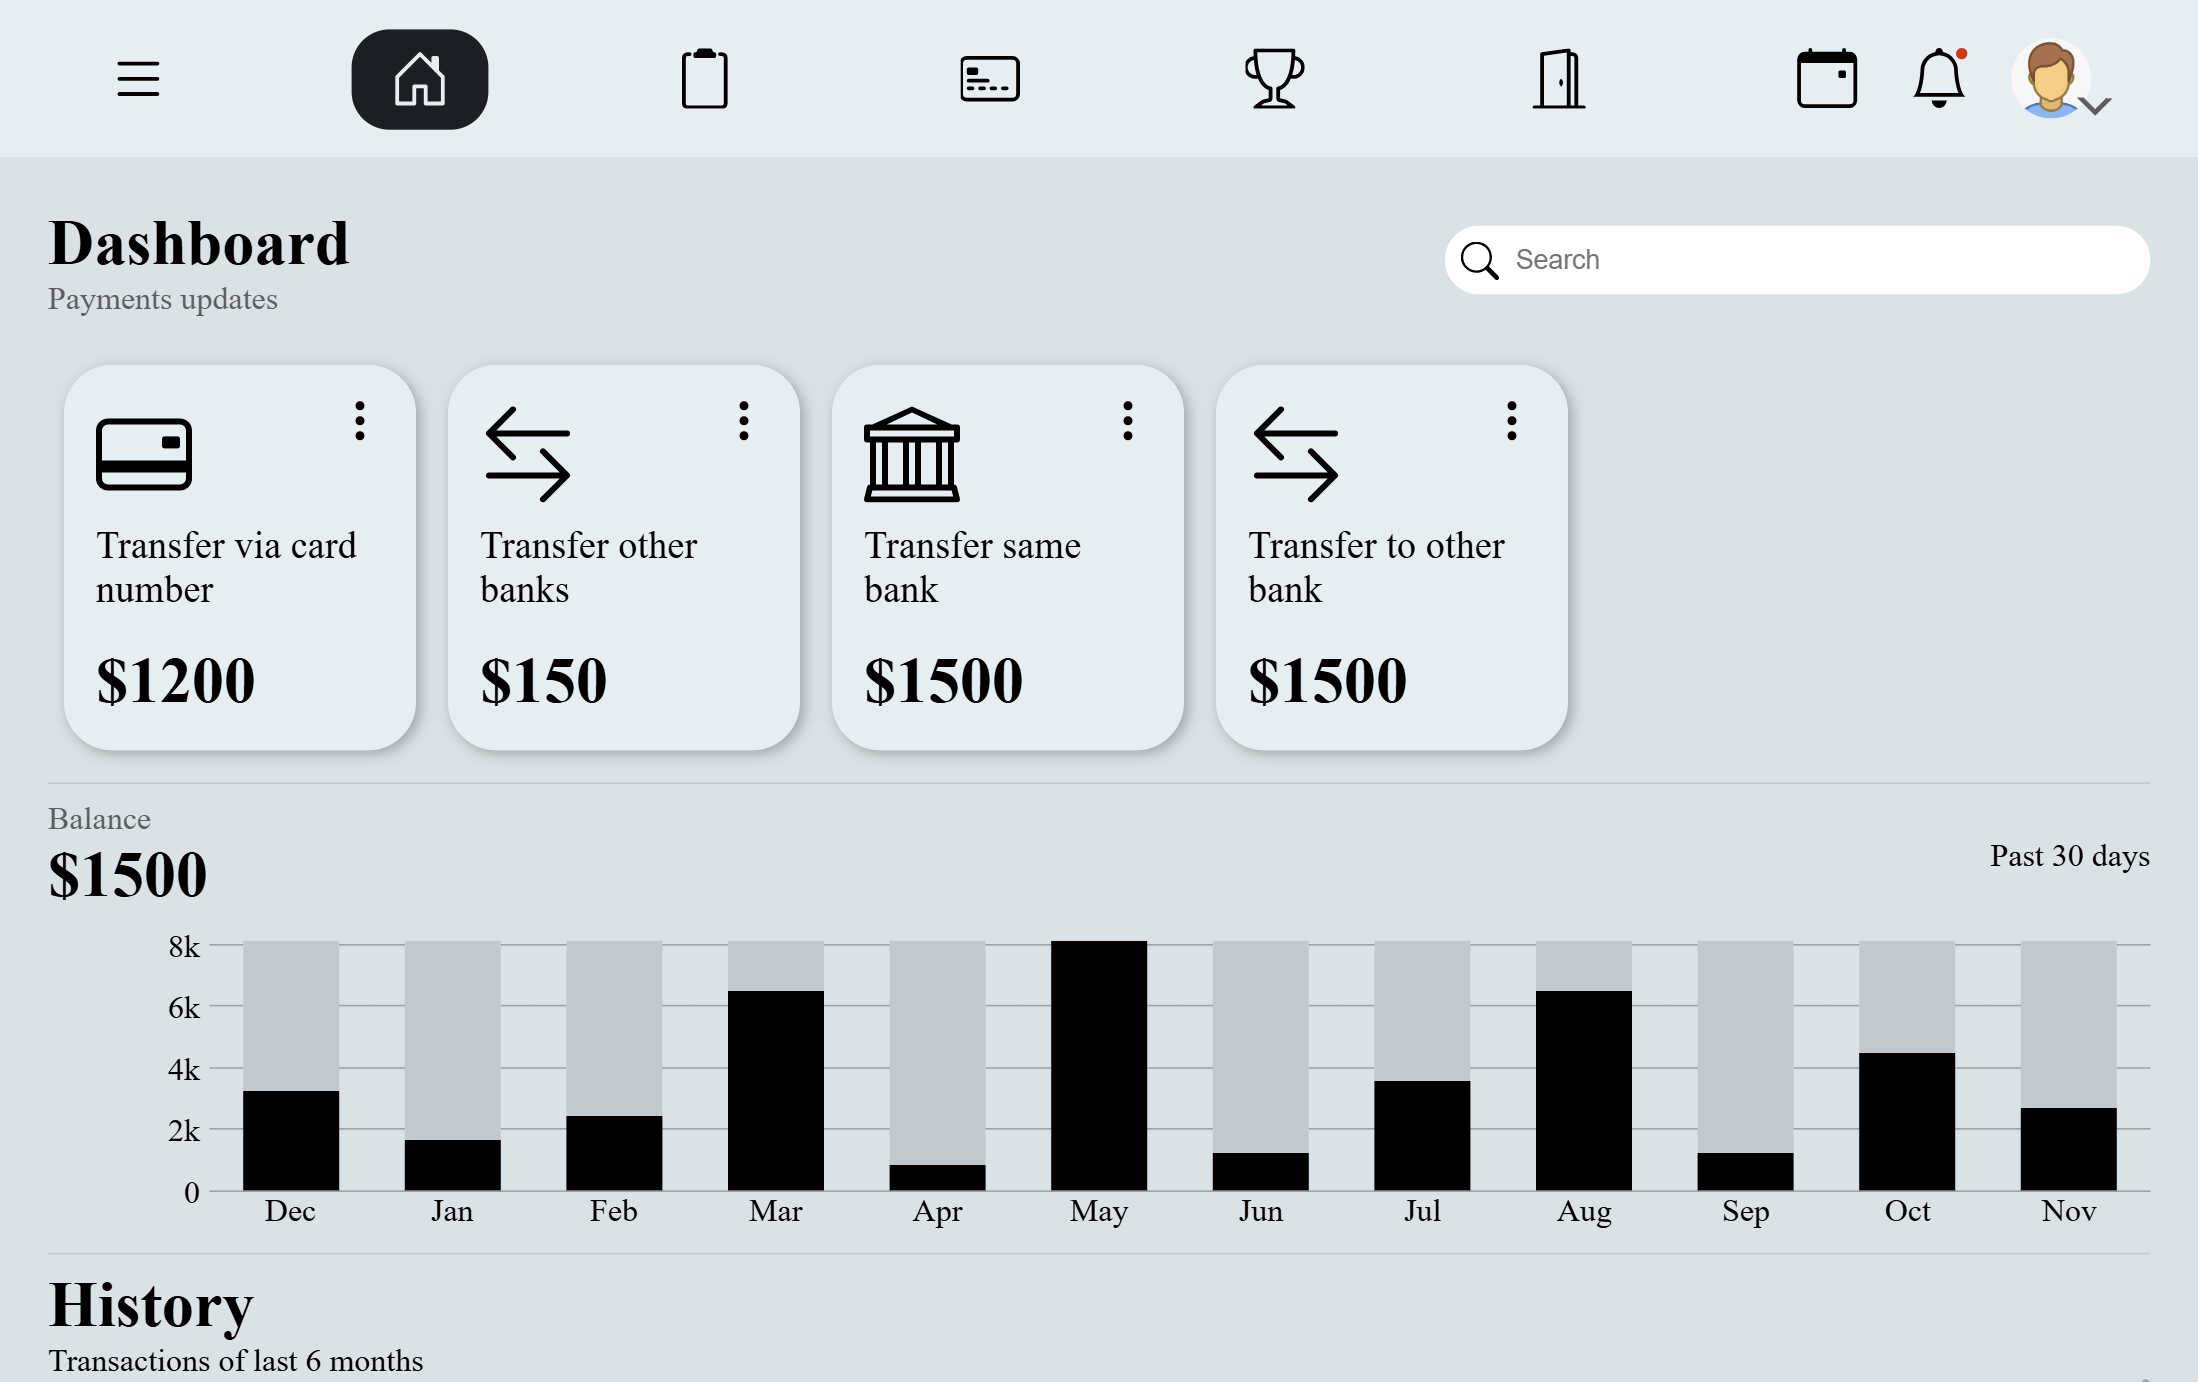 Dashboard
Payments updates
Search
Transfer via card
number
$1200
Transfer other
banks
$150
Transfer same
bank
$1500
Transfer to other
bank
$1500
Balance
$1500
Past 30 days
8k
6k
4k
2k
0
Dec Jan Feb Mar Apr May Jun Jul Aug Sep Oct Nov
History
Transactions of last 6 months